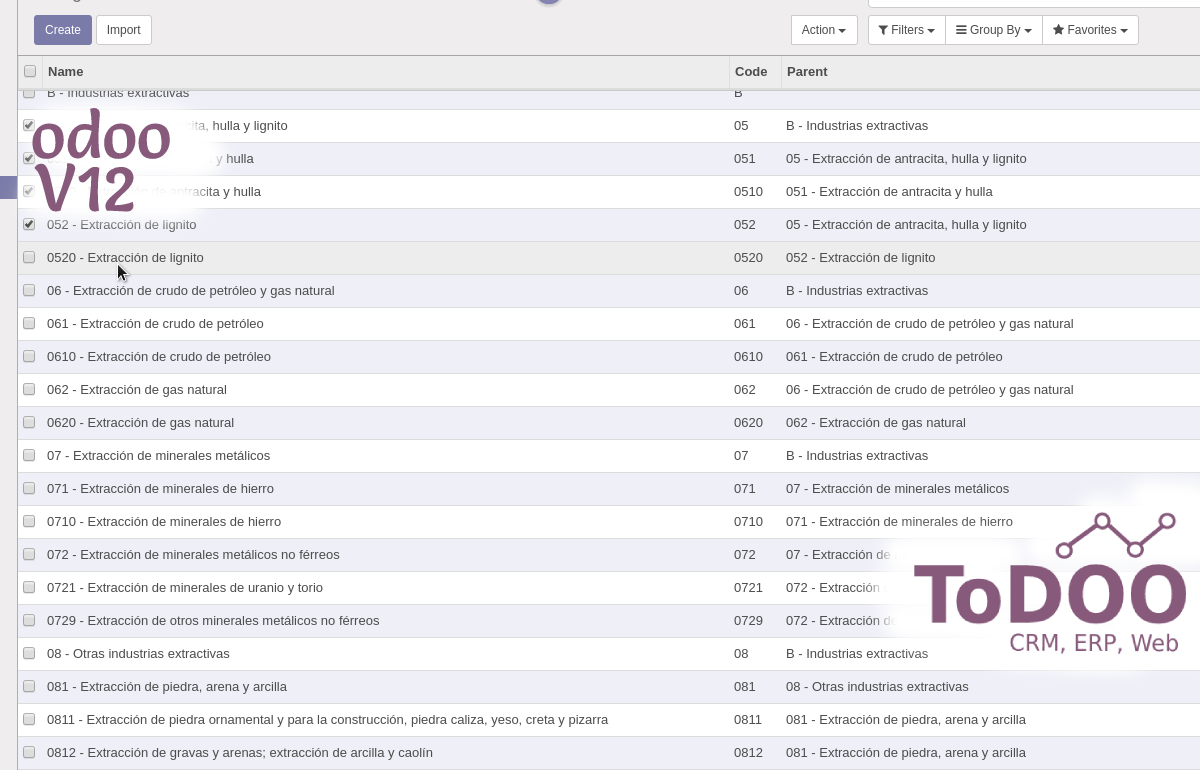 Create Import Action Filters Group By Favorites
Name Code Parent
B - Industrias extractivas B
cita, hulla y lignito 05 B - Industrias extractivas
y hulla 051 05 - Extracción de antracita, hulla y lignito
antracita y hulla 0510 051 - Extracción de antracita y hulla
odoo
V12
052 - Extracción de lignito 052 05 - Extracción de antracita, hulla y lignito
0520 - Extracción de lignito 0520 052 - Extracción de lignito
06 - Extracción de crudo de petróleo y gas natural 06 B - Industrias extractivas
061 - Extracción de crudo de petróleo 061 06 - Extracción de crudo de petróleo y gas natural
0610 - Extracción de crudo de petróleo 0610 061 - Extracción de crudo de petróleo
062 - Extracción de gas natural 062 06 - Extracción de crudo de petróleo y gas natural
0620 - Extracción de gas natural 0620 062 - Extracción de gas natural
07 - Extracción de minerales metálicos 07 B - Industrias extractivas
071 - Extracción de minerales de hierro 071 07 - Extracción de minerales metálicos
0710 - Extracción de minerales de hierro 0710 071 - Extracción de minerales de hierro
072 - Extracción de minerales metálicos no férreos 072 07 - Extracción de
0721 - Extracción de minerales de uranio y torio 0721 072 - Extracción
0729 - Extracción de otros minerales metálicos no férreos 0729 072 - Extracción de
ToDOO
CRM, ERP, Web
08 - Otras industrias extractivas 08 B - Industrias extractivas
081 - Extracción de piedra, arena y arcilla 081 08 - Otras industrias extractivas
0811 - Extracción de piedra ornamental y para la construcción, piedra caliza, yeso, creta y pizarra 0811 081 - Extracción de piedra, arena y arcilla
0812 - Extracción de gravas y arenas; extracción de arcilla y caolín 0812 081 - Extracción de piedra, arena y arcilla